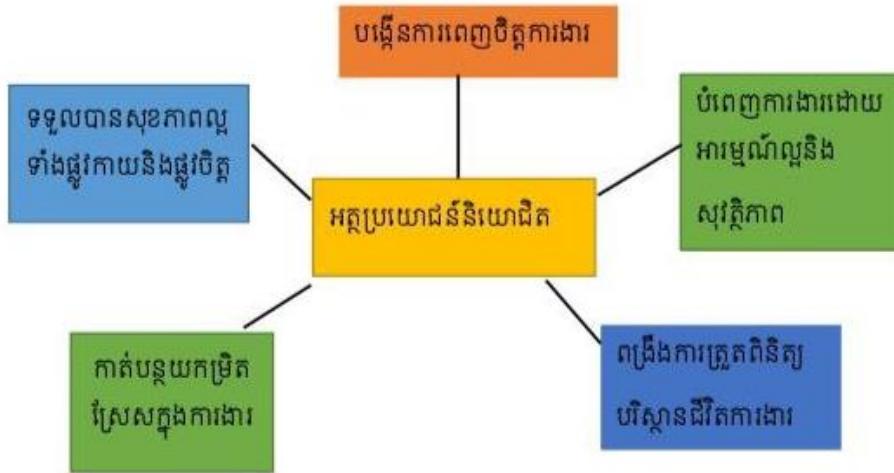 បង្កើនការពេញចិត្តការងារ
ទទួលបានសុខភាពល្អ
ទាំងផ្លូវកាយនិងផ្លូវចិត្ត
បំពេញការងារដោយ
អារម្មណ៍ល្អនិង
សុវត្ថិភាព
អត្ថប្រយោជន៍និយោជិត
កាត់បន្ថយកម្រិត
ស្រែសក្នុងការងារ
ពង្រឹងការត្រួតពិនិត្យ
បរិស្ថានជីវិតការងារ